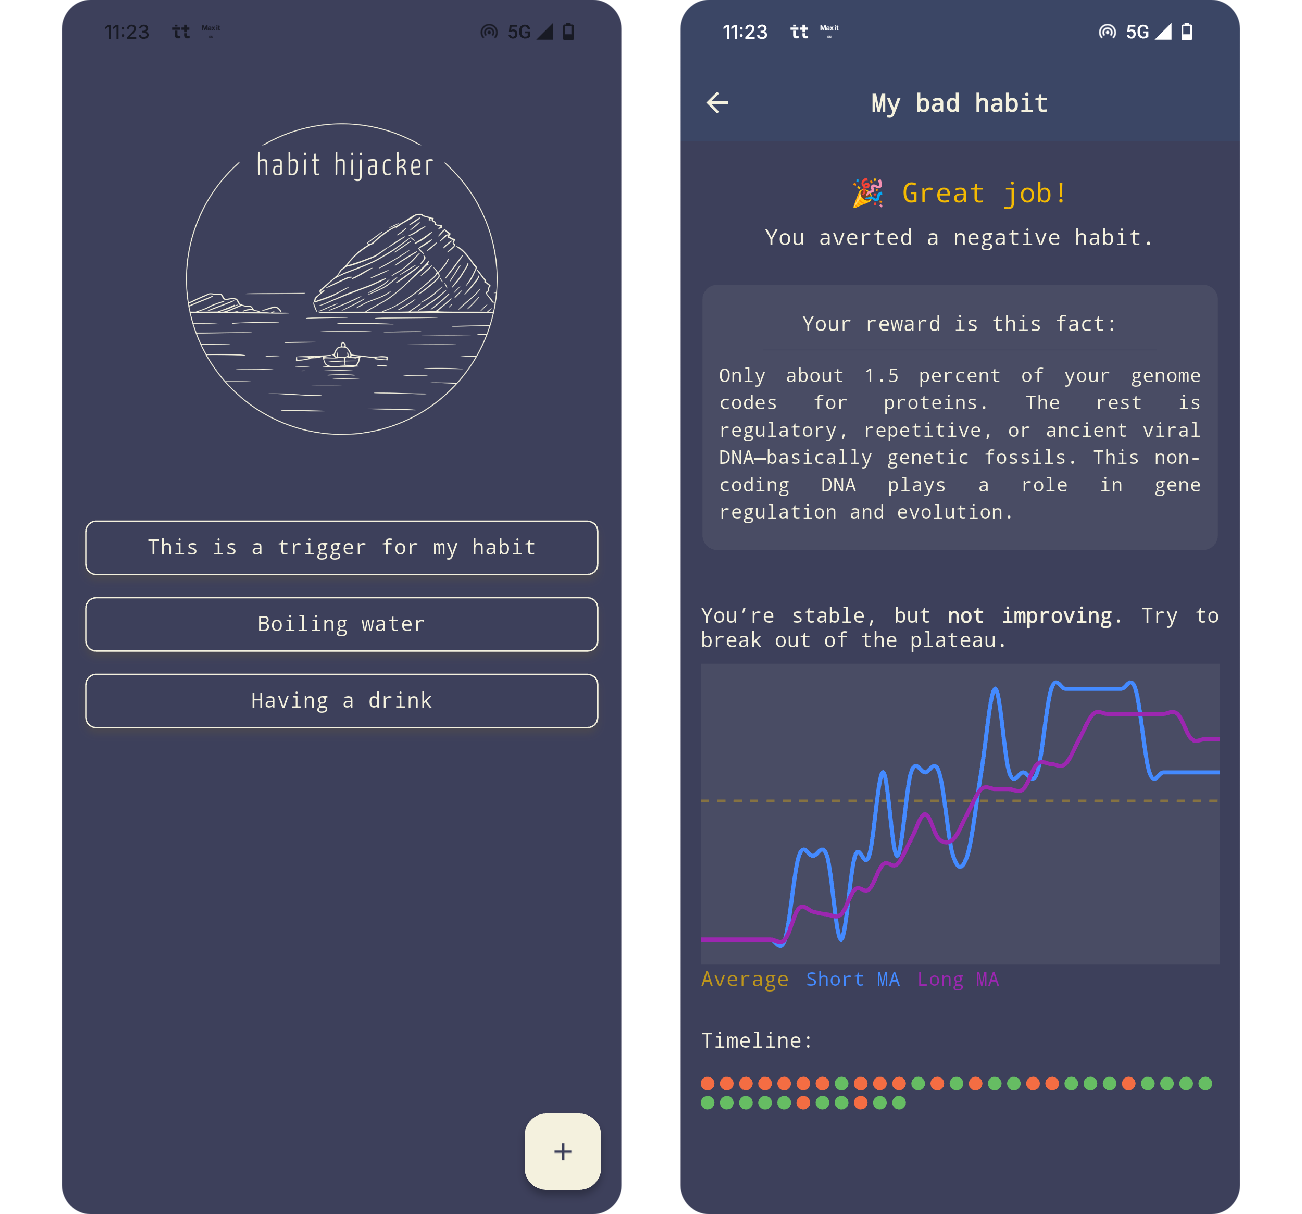 11:23 tt Maxit 5G
habit hijacker
This is a trigger for my habit
Boiling water
Having a drink
+
11:23 tt Maxit 5G
My bad habit
🎉 Great job!
You averted a negative habit.
Your reward is this fact:
Only about 1.5 percent of your genome
codes for proteins. The rest is
regulatory, repetitive, or ancient viral
DNA—basically genetic fossils. This non-
coding DNA plays a role in gene
regulation and evolution.
You’re stable, but not improving. Try to
break out of the plateau.
Average Short MA Long MA
Timeline: